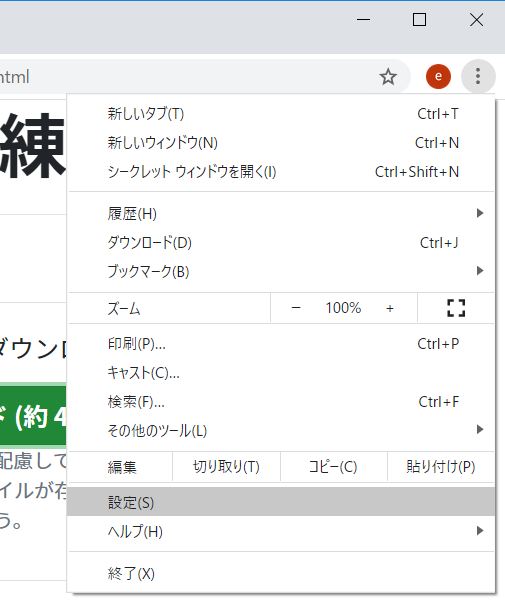 html
e
練
新しいタブ(T) Ctrl+T
新しいウィンドウ(N) Ctrl+N
シークレット ウィンドウを開く(I) Ctrl+Shift+N
履歴(H)
ダウンロード(D) Ctrl+J
ブックマーク(B)
ズーム − 100% +
ダウンロ
印刷(P)... Ctrl+P
キャスト(C)...
検索(F)... Ctrl+F
ド (約 4
その他のツール(L)
配慮して
編集 切り取り(T) コピー(C) 貼り付け(P)
イルが存
設定(S)
う。
ヘルプ(H)
終了(X)